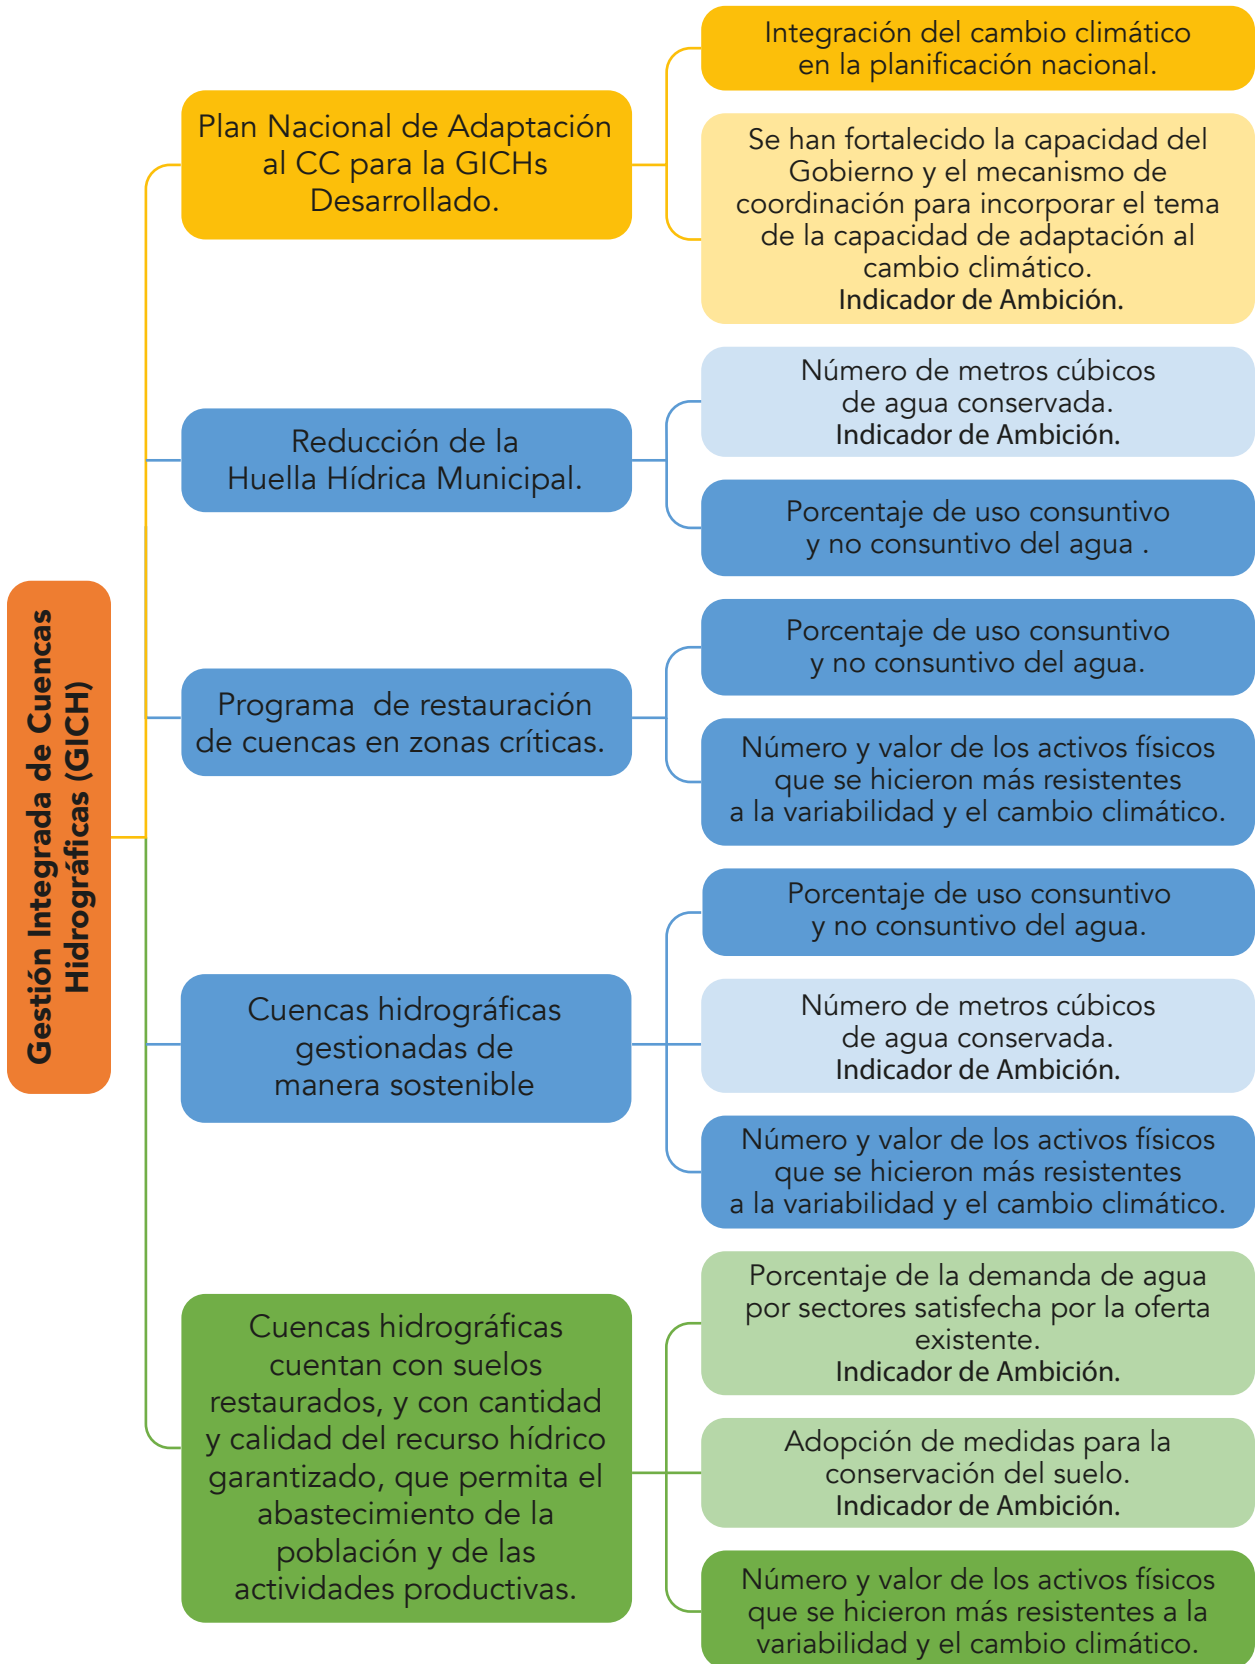 Gestión Integrada de Cuencas
Hidrográficas (GICH)
Plan Nacional de Adaptación
al CC para la GICHs
Desarrollado.
Integración del cambio climático
en la planificación nacional.
Se han fortalecido la capacidad del
Gobierno y el mecanismo de
coordinación para incorporar el tema
de la capacidad de adaptación al
cambio climático.
Indicador de Ambición.
Reducción de la
Huella Hídrica Municipal.
Número de metros cúbicos
de agua conservada.
Indicador de Ambición.
Porcentaje de uso consuntivo
y no consuntivo del agua .
Programa  de restauración
de cuencas en zonas críticas.
Porcentaje de uso consuntivo
y no consuntivo del agua.
Número y valor de los activos físicos
que se hicieron más resistentes
a la variabilidad y el cambio climático.
Cuencas hidrográficas
gestionadas de
manera sostenible
Porcentaje de uso consuntivo
y no consuntivo del agua.
Número de metros cúbicos
de agua conservada.
Indicador de Ambición.
Número y valor de los activos físicos
que se hicieron más resistentes
a la variabilidad y el cambio climático.
Cuencas hidrográficas
cuentan con suelos
restaurados, y con cantidad
y calidad del recurso hídrico
garantizado, que permita el
abastecimiento de la
población y de las
actividades productivas.
Porcentaje de la demanda de agua
por sectores satisfecha por la oferta
existente.
Indicador de Ambición.
Adopción de medidas para la
conservación del suelo.
Indicador de Ambición.
Número y valor de los activos físicos
que se hicieron más resistentes a la
variabilidad y el cambio climático.